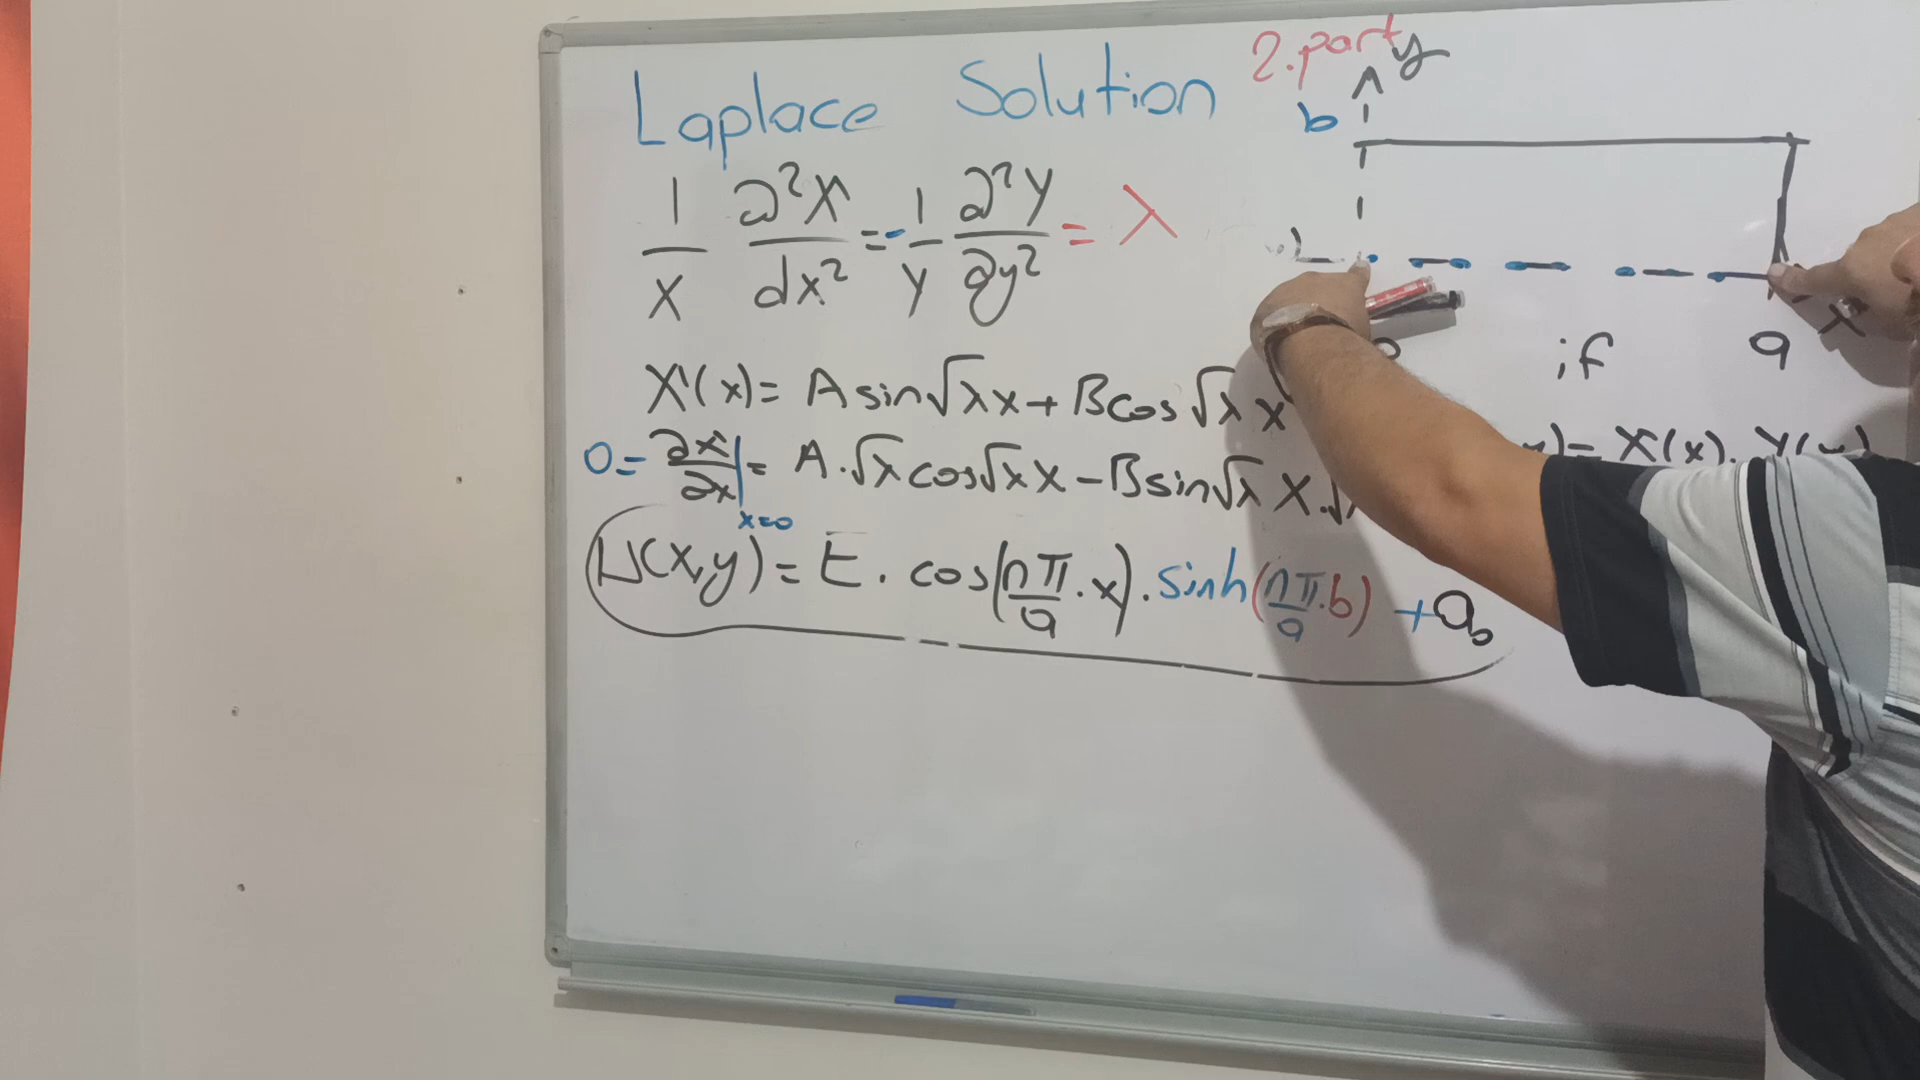 Laplace Solution 2.part
y
b
1/X ∂²X/dx² = -1/Y ∂²Y/∂y² = λ
0 if a
X(x) = A sin√λx + B cos√λx
X(x). Y(y)
0 = ∂X/∂x |x=0 = A.√λ cos√λx - B sin√λ x.√
U(x,y) = E. cos(nπ/a . x). sinh(nπ/a . b) + a₀